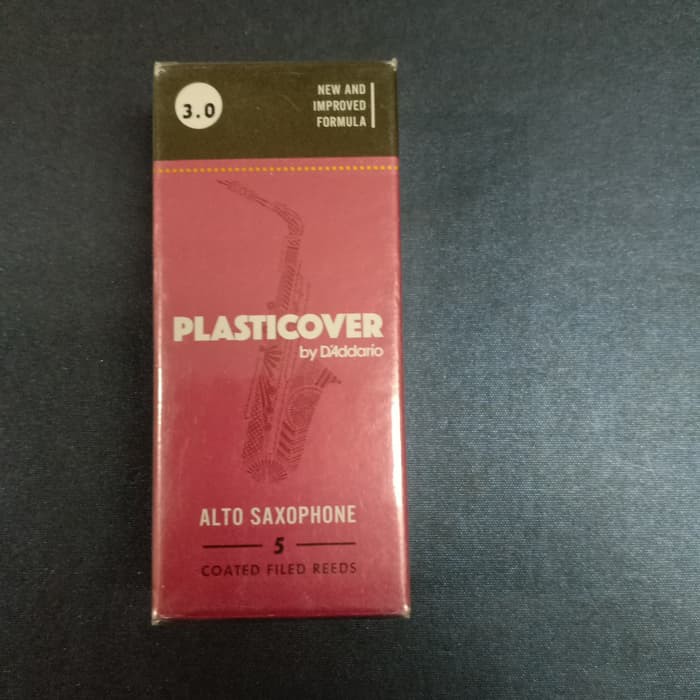 3.0
NEW AND
IMPROVED
FORMULA
PLASTICOVER
by D'Addario
ALTO SAXOPHONE
5
COATED FILED REEDS